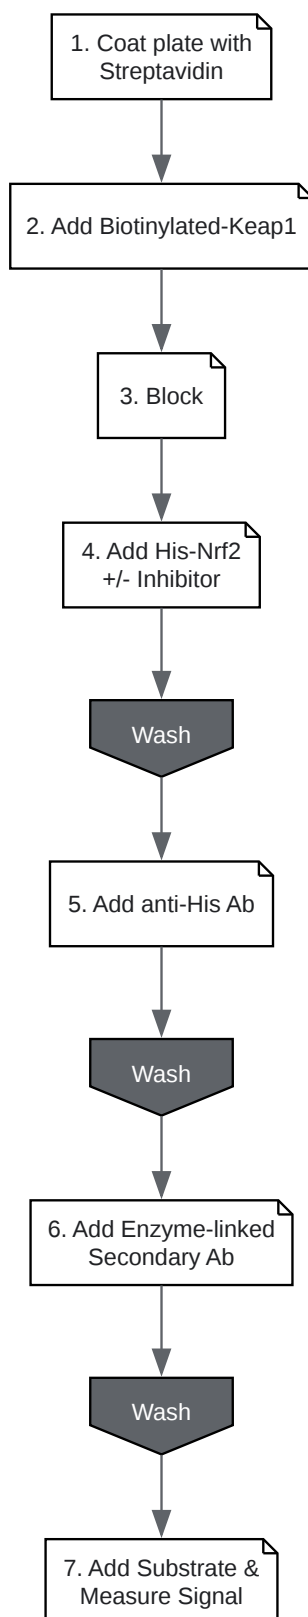 1. Coat plate with
Streptavidin
2. Add Biotinylated-Keap1
3. Block
4. Add His-Nrf2
+/- Inhibitor
Wash
5. Add anti-His Ab
Wash
6. Add Enzyme-linked
Secondary Ab
Wash
7. Add Substrate &
Measure Signal